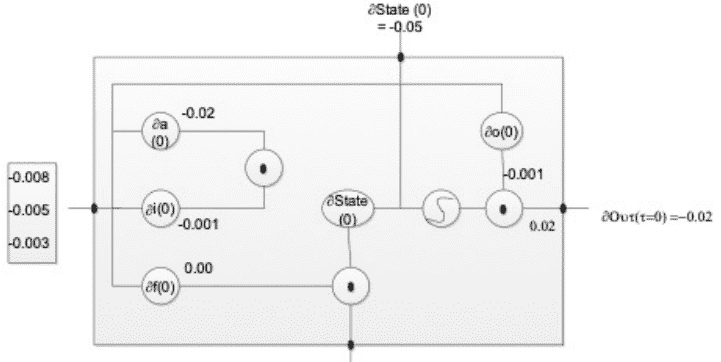 ∂State (0)
= -0.05
-0.02
∂a
(0)
∂o(0)
-0.008
-0.005
-0.003
∂i(0)
-0.001
∂State
(0)
-0.001
0.02
∂Ουτ(τ=0) =−0.02
0.00
∂f(0)